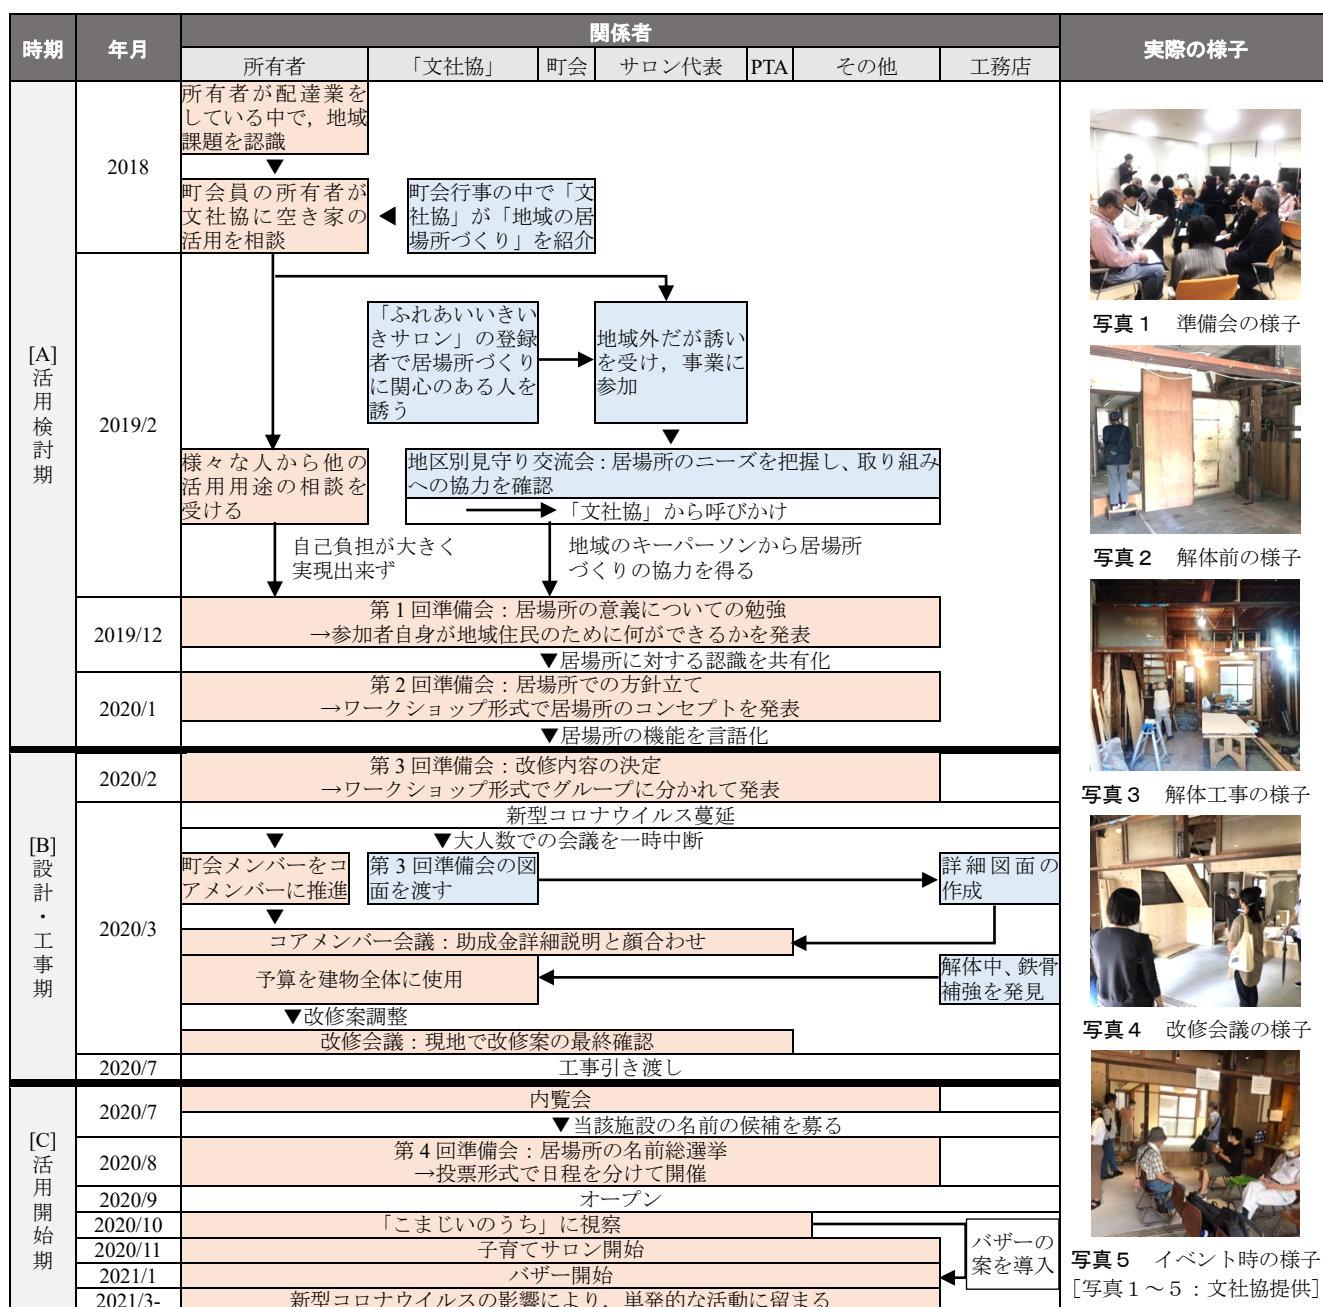 時期
年月
関係者
実際の様子
所有者
「文社協」
町会
サロン代表
PTA
その他
工務店
[A]
活用検討期
2018
所有者が配達業を
している中で，地域
課題を認識
▼
町会員の所有者が
文社協に空き家の
活用を相談
◀
町会行事の中で「文
社協」が「地域の居
場所づくり」を紹介
2019/2
「ふれあいいきい
きサロン」の登録
者で居場所づくり
に関心のある人を
誘う
地域外だが誘い
を受け，事業に
参加
▼
様々な人から他の
活用用途の相談を
受ける
地区別見守り交流会：居場所のニーズを把握し、取り組み
への協力を確認
「文社協」から呼びかけ
自己負担が大きく
実現出来ず
地域のキーパーソンから居場所
づくりの協力を得る
2019/12
第１回準備会：居場所の意義についての勉強
→参加者自身が地域住民のために何ができるかを発表
▼居場所に対する認識を共有化
2020/1
第２回準備会：居場所での方針立て
→ワークショップ形式で居場所のコンセプトを発表
▼居場所の機能を言語化
[B]
設計・工事期
2020/2
第３回準備会：改修内容の決定
→ワークショップ形式でグループに分かれて発表
2020/3
新型コロナウイルス蔓延
▼
▼大人数での会議を一時中断
町会メンバーをコ
アメンバーに推進
第３回準備会の図
面を渡す
詳細図面の
作成
▼
コアメンバー会議：助成金詳細説明と顔合わせ
予算を建物全体に使用
解体中、鉄骨
補強を発見
▼改修案調整
改修会議：現地で改修案の最終確認
2020/7
工事引き渡し
[C]
活用開始期
2020/7
内覧会
▼当該施設の名前の候補を募る
2020/8
第４回準備会：居場所の名前総選挙
→投票形式で日程を分けて開催
2020/9
オープン
2020/10
「こまじいのうち」に視察
バザーの
案を導入
2020/11
子育てサロン開始
2021/1
バザー開始
2021/3-
新型コロナウイルスの影響により，単発的な活動に留まる
写真１　準備会の様子
写真２　解体前の様子
写真３　解体工事の様子
写真４　改修会議の様子
写真５　イベント時の様子
［写真１～５：文社協提供］